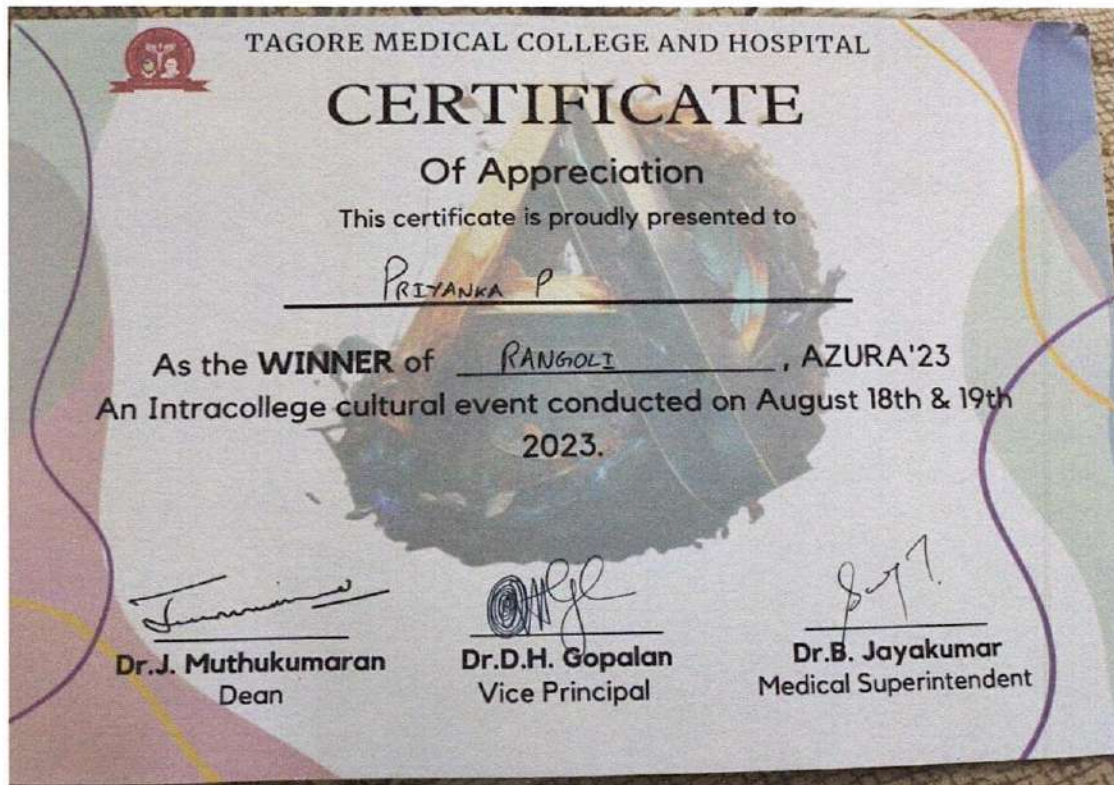 TAGORE MEDICAL COLLEGE AND HOSPITAL
CERTIFICATE
Of Appreciation
This certificate is proudly presented to
PRIYANKA P
As the WINNER of RANGOLI , AZURA'23
An Intracollege cultural event conducted on August 18th & 19th
2023.
Dr.J. Muthukumaran Dr.D.H. Gopalan Dr.B. Jayakumar
Dean Vice Principal Medical Superintendent